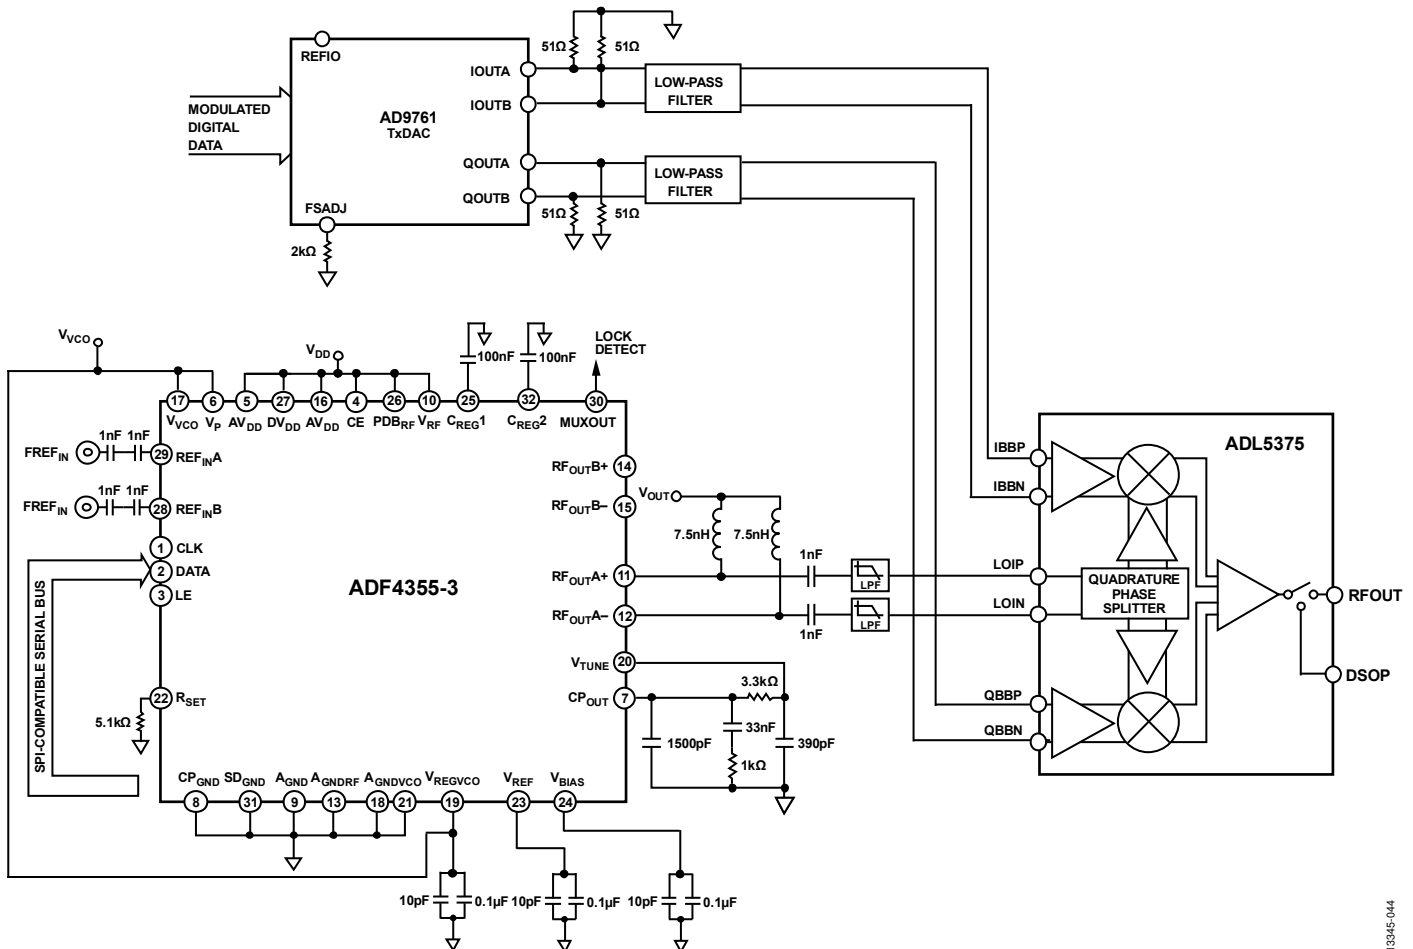 51Ω
51Ω
REFIO
IOUTA
IOUTB
LOW-PASS
FILTER
MODULATED
DIGITAL
DATA
AD9761
TxDAC
QOUTA
QOUTB
LOW-PASS
FILTER
FSADJ
51Ω
51Ω
2kΩ
VVCO
VDD
100nF
100nF
LOCK
DETECT
17
6
5
27
16
4
26
10
25
32
30
VVCO
VP
AVDD
DVDD
AVDD
CE
PDBRF
VRF
CREG1
CREG2
MUXOUT
FREFIN
1nF
1nF
29
REFINA
FREFIN
1nF
1nF
28
REFINB
1
CLK
2
DATA
3
LE
SPI-COMPATIBLE SERIAL BUS
22
RSET
5.1kΩ
ADF4355-3
RFOUTB+
14
RFOUTB–
15
VOUT
7.5nH
7.5nH
RFOUTA+
11
1nF
LPF
RFOUTA–
12
1nF
LPF
VTUNE
20
CPOUT
7
3.3kΩ
1500pF
33nF
1kΩ
390pF
CPGND
SDGND
AGND
AGNDRF
AGNDVCO
VREGVCO
VREF
VBIAS
8
31
9
13
18
21
19
23
24
10pF
0.1µF
10pF
0.1µF
10pF
0.1µF
ADL5375
IBBP
IBBN
LOIP
LOIN
QUADRATURE
PHASE
SPLITTER
RFOUT
DSOP
QBBP
QBBN
13345-044